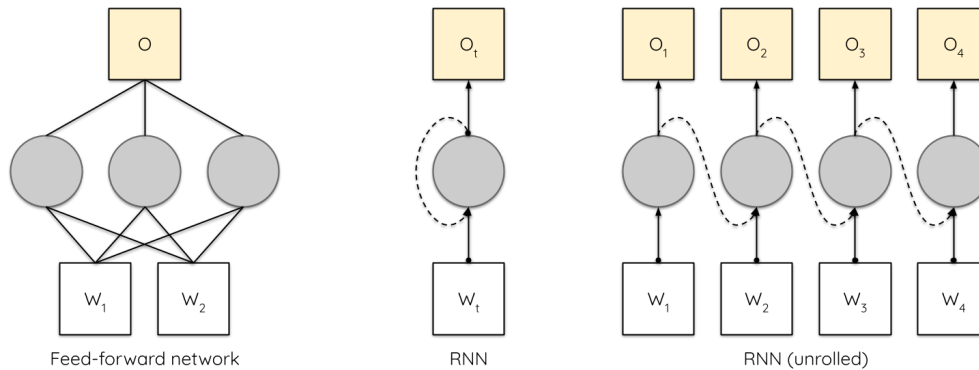 O
O_t
O_1 O_2 O_3 O_4
W_1 W_2
W_t
W_1 W_2 W_3 W_4
Feed-forward network
RNN
RNN (unrolled)